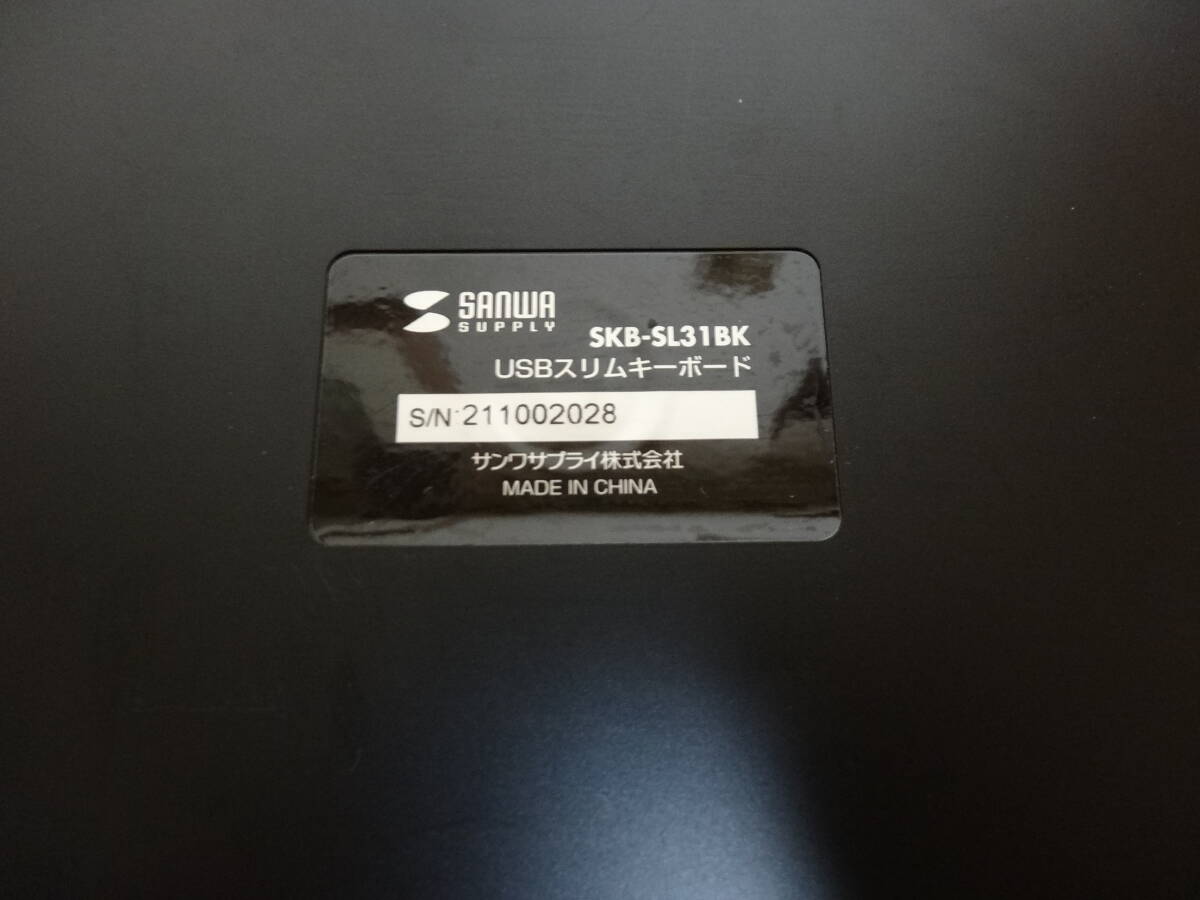 SANWA
SUPPLY
SKB-SL31BK
USBスリムキーボード
S/N:211002028
サンワサプライ株式会社
MADE IN CHINA